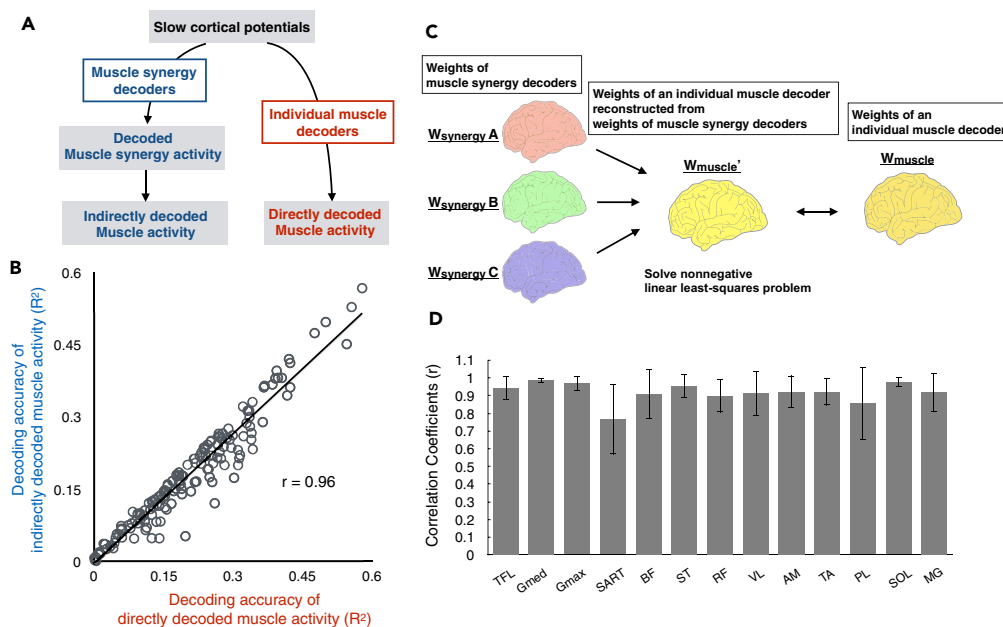 A
Slow cortical potentials
Muscle synergy
decoders
Individual muscle
decoders
Decoded
Muscle synergy activity
Indirectly decoded
Muscle activity
Directly decoded
Muscle activity
B
Decoding accuracy of
indirectly decoded muscle activity (R²)
0.6
0.45
0.3
0.15
0
r = 0.96
0
0.15
0.3
0.45
0.6
Decoding accuracy of
directly decoded muscle activity (R²)
C
Weights of
muscle synergy decoders
Weights of an individual muscle decoder
reconstructed from
weights of muscle synergy decoders
Weights of an
individual muscle decoder
Wsynergy A
Wsynergy B
Wsynergy C
Wmuscle'
Wmuscle
Solve nonnegative
linear least-squares problem
D
Correlation Coefficients (r)
1.1
1
0.9
0.8
0.7
0.6
0.5
0.4
0.3
0.2
0.1
0
TFL
Gmed
Gmax
SART
BF
ST
RF
VL
AM
TA
PL
SOL
MG